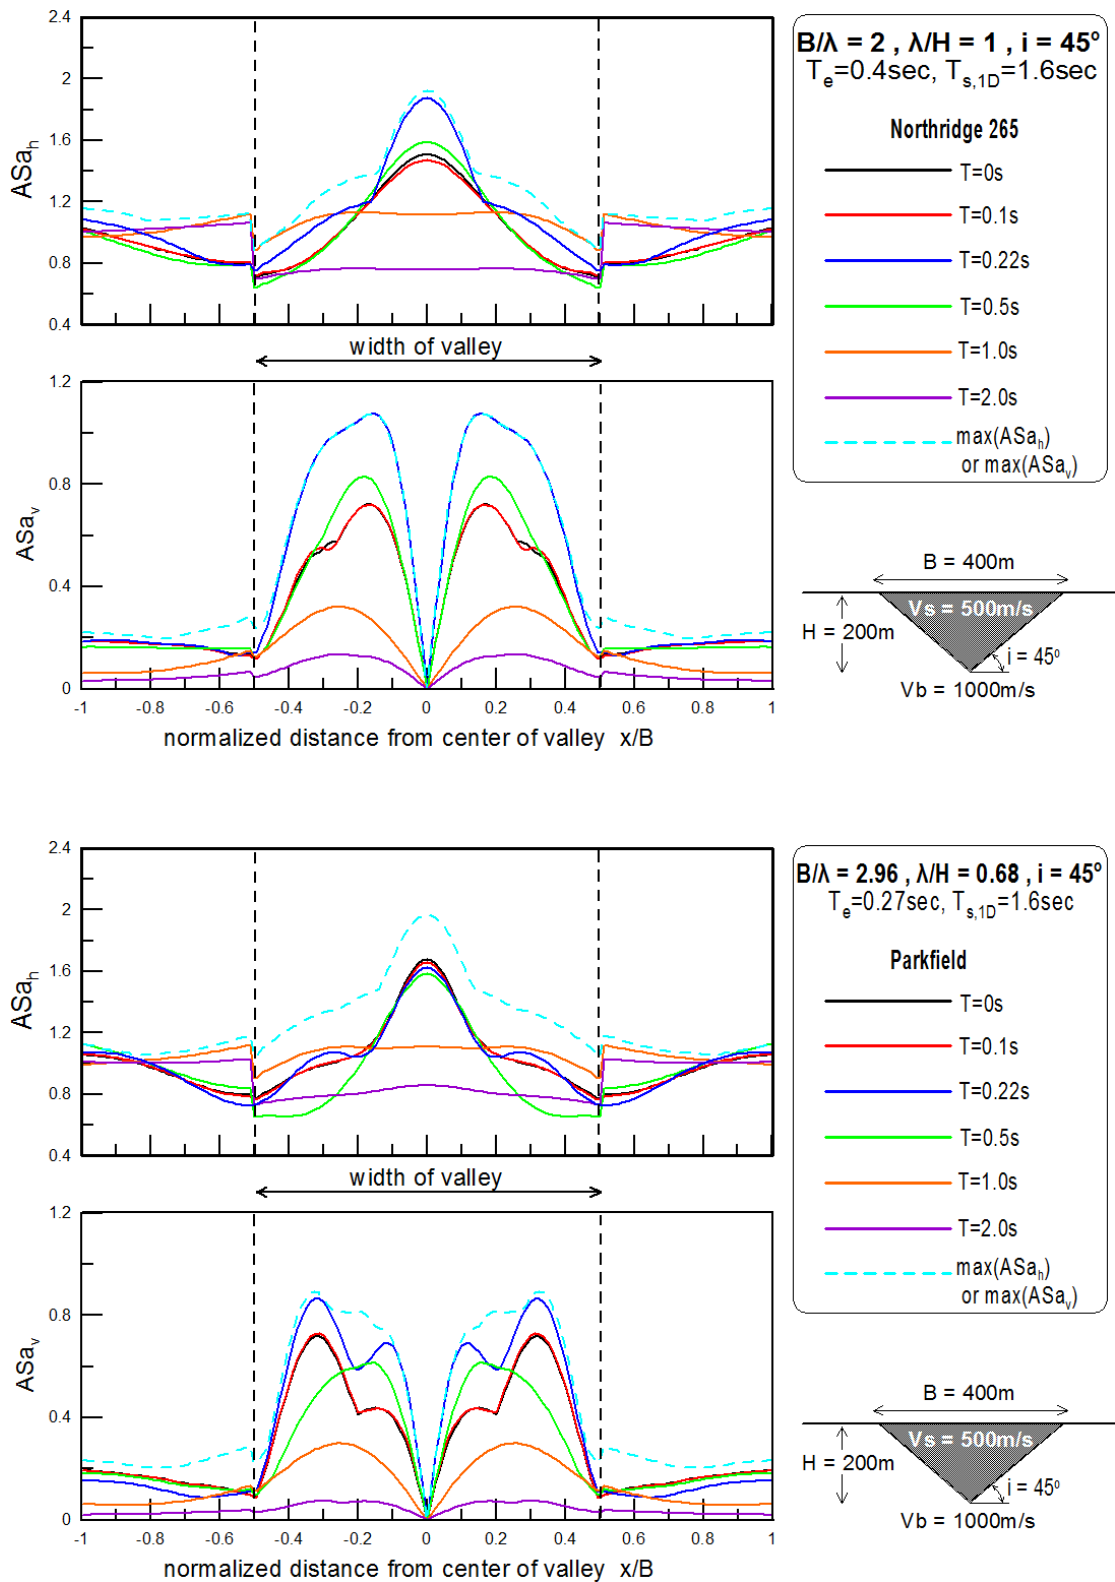 2.4
2
1.6
1.2
0.8
0.4
ASa_h
width of valley
B/λ = 2 , λ/H = 1 , i = 45º
T_e=0.4sec, T_s,1D=1.6sec
Northridge 265
T=0s
T=0.1s
T=0.22s
T=0.5s
T=1.0s
T=2.0s
max(ASa_h)
or max(ASa_v)
1.2
0.8
0.4
0
ASa_v
-1 -0.8 -0.6 -0.4 -0.2 0 0.2 0.4 0.6 0.8 1
normalized distance from center of valley x/B
B = 400m
Vs = 500m/s
H = 200m
i = 45º
Vb = 1000m/s
2.4
2
1.6
1.2
0.8
0.4
ASa_h
width of valley
B/λ = 2.96 , λ/H = 0.68 , i = 45º
T_e=0.27sec, T_s,1D=1.6sec
Parkfield
T=0s
T=0.1s
T=0.22s
T=0.5s
T=1.0s
T=2.0s
max(ASa_h)
or max(ASa_v)
1.2
0.8
0.4
0
ASa_v
-1 -0.8 -0.6 -0.4 -0.2 0 0.2 0.4 0.6 0.8 1
normalized distance from center of valley x/B
B = 400m
Vs = 500m/s
H = 200m
i = 45º
Vb = 1000m/s